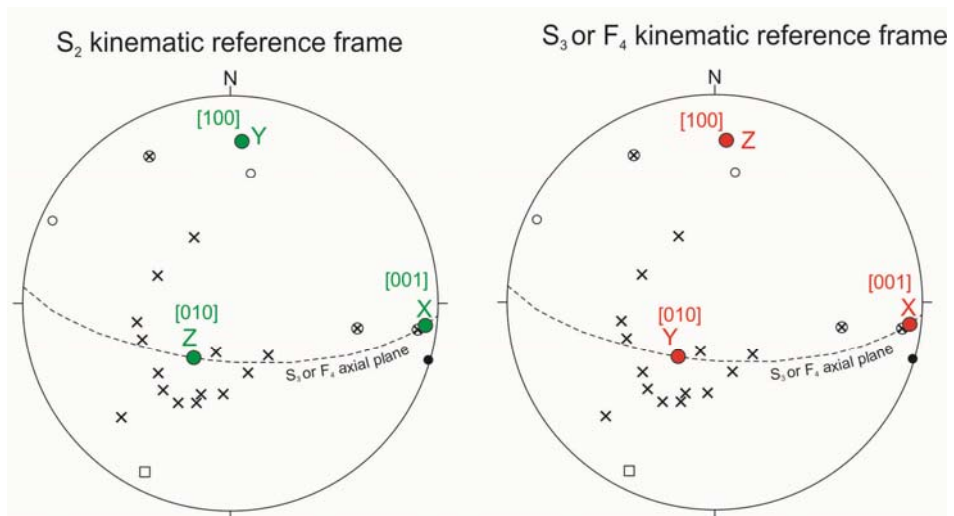 S₂ kinematic reference frame
N
[100]
Y
[001]
X
[010]
Z
S₃ or F₄ axial plane
S₃ or F₄ kinematic reference frame
N
[100]
Z
[001]
X
[010]
Y
S₃ or F₄ axial plane